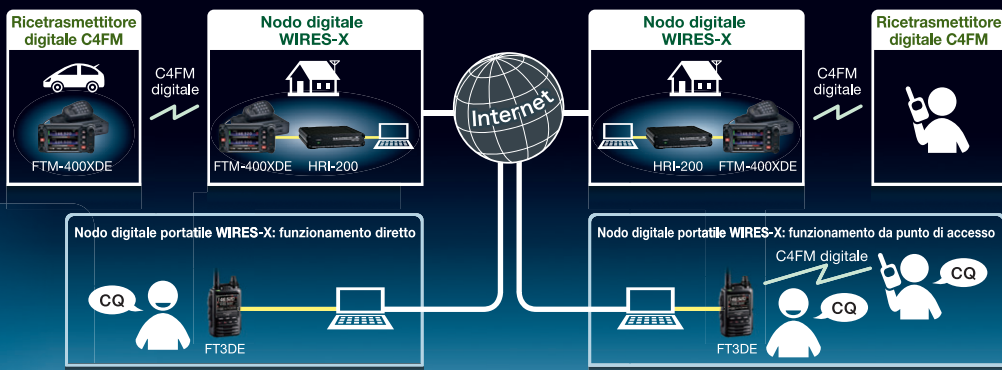 Ricetrasmettitore
digitale C4FM
FTM-400XDE
C4FM
digitale
Nodo digitale
WIRES-X
FTM-400XDE HRI-200
Internet
Nodo digitale
WIRES-X
HRI-200 FTM-400XDE
C4FM
digitale
Ricetrasmettitore
digitale C4FM
Nodo digitale portatile WIRES-X: funzionamento diretto
CQ
FT3DE
Nodo digitale portatile WIRES-X: funzionamento da punto di accesso
C4FM digitale
CQ
CQ
FT3DE